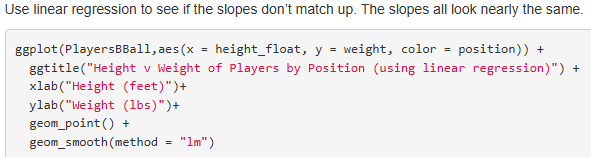 Use linear regression to see if the slopes don’t match up. The slopes all look nearly the same.
ggplot(PlayersBBall,aes(x = height_float, y = weight, color = position)) +
  ggtitle("Height v Weight of Players by Position (using linear regression)") +
  xlab("Height (feet)")+
  ylab("Weight (lbs)")+
  geom_point() +
  geom_smooth(method = "lm")